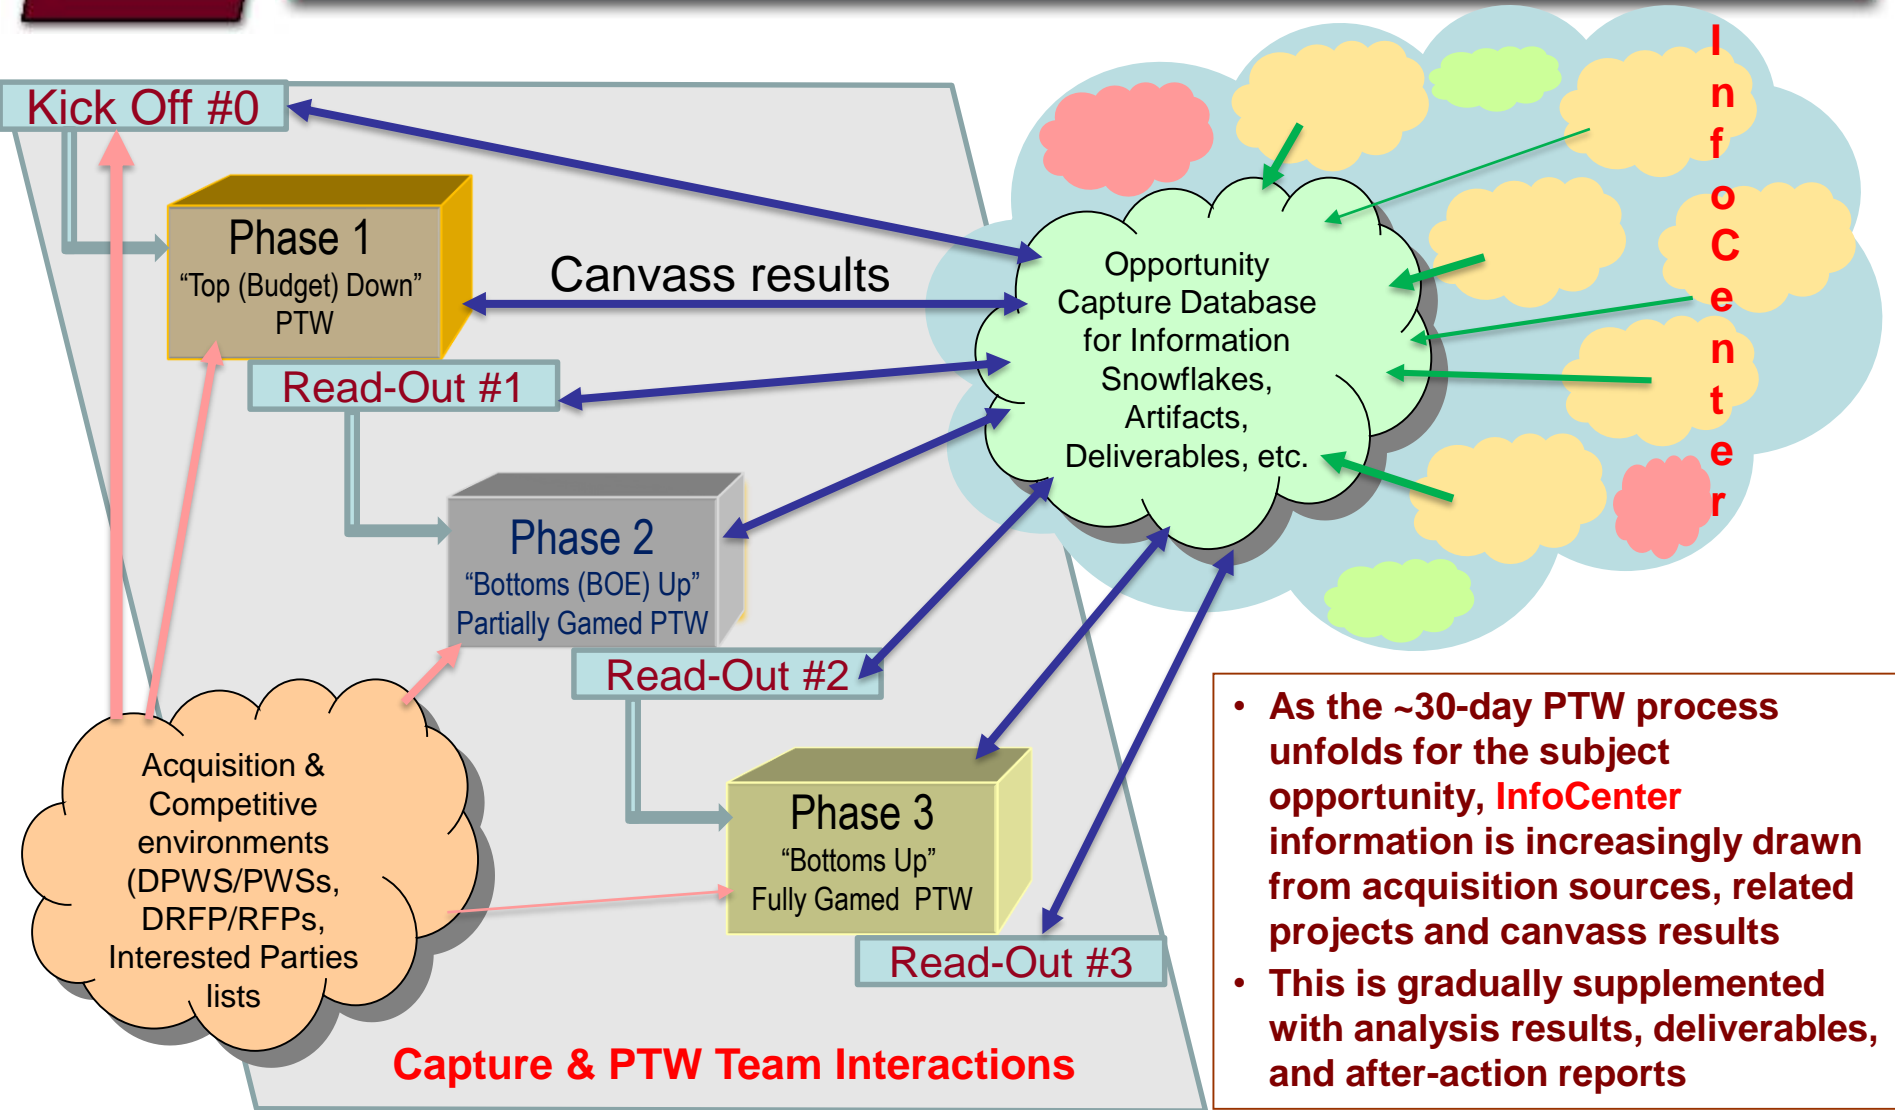 Kick Off #0
Phase 1
“Top (Budget) Down”
PTW
Canvass results
Read-Out #1
Phase 2
“Bottoms (BOE) Up”
Partially Gamed PTW
Read-Out #2
Phase 3
“Bottoms Up”
Fully Gamed PTW
Read-Out #3
Acquisition &
Competitive
environments
(DPWS/PWSs,
DRFP/RFPs,
Interested Parties
lists
Capture & PTW Team Interactions
Opportunity
Capture Database
for Information
Snowflakes,
Artifacts,
Deliverables, etc.
I
n
f
o
C
e
n
t
e
r
• As the ~30-day PTW process
unfolds for the subject
opportunity, InfoCenter
information is increasingly drawn
from acquisition sources, related
projects and canvass results
• This is gradually supplemented
with analysis results, deliverables,
and after-action reports